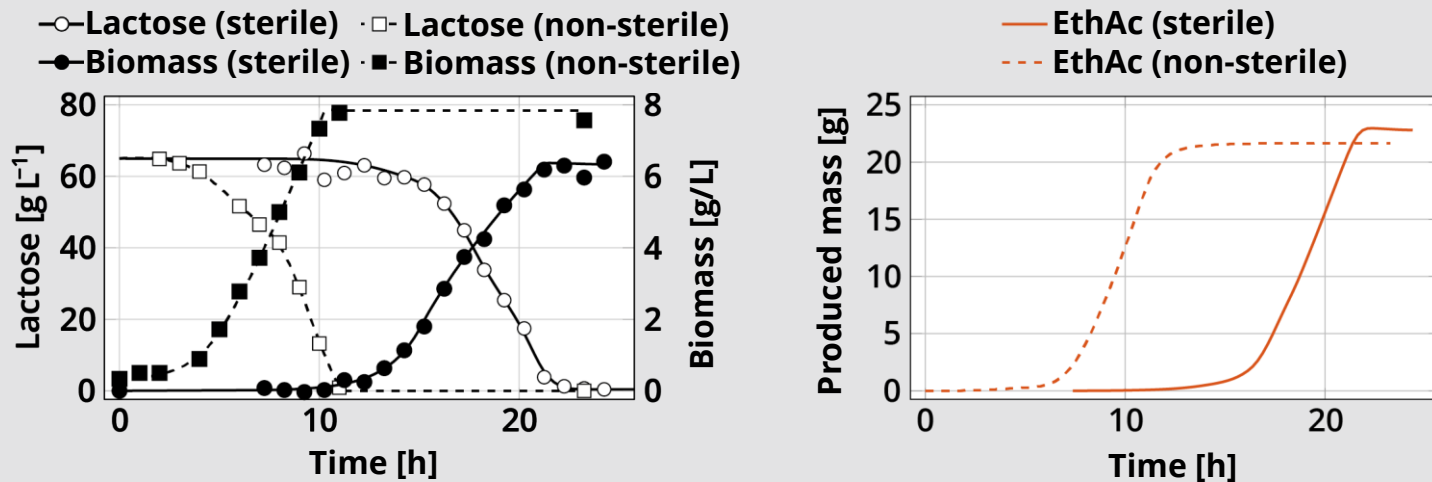 Lactose (sterile) Lactose (non-sterile)
Biomass (sterile) Biomass (non-sterile)
80
60
40
20
0
Lactose [g L⁻¹]
8
6
4
2
0
Biomass [g/L]
0 10 20
Time [h]
EthAc (sterile)
EthAc (non-sterile)
25
20
15
10
5
0
Produced mass [g]
0 10 20
Time [h]